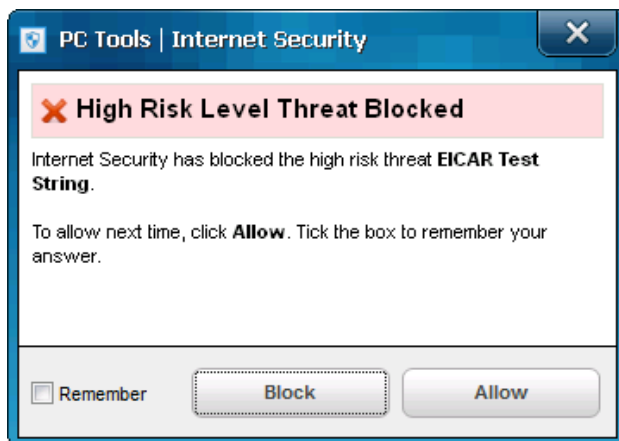 PC Tools | Internet Security
High Risk Level Threat Blocked
Internet Security has blocked the high risk threat EICAR Test
String.
To allow next time, click Allow. Tick the box to remember your
answer.
Remember
Block
Allow